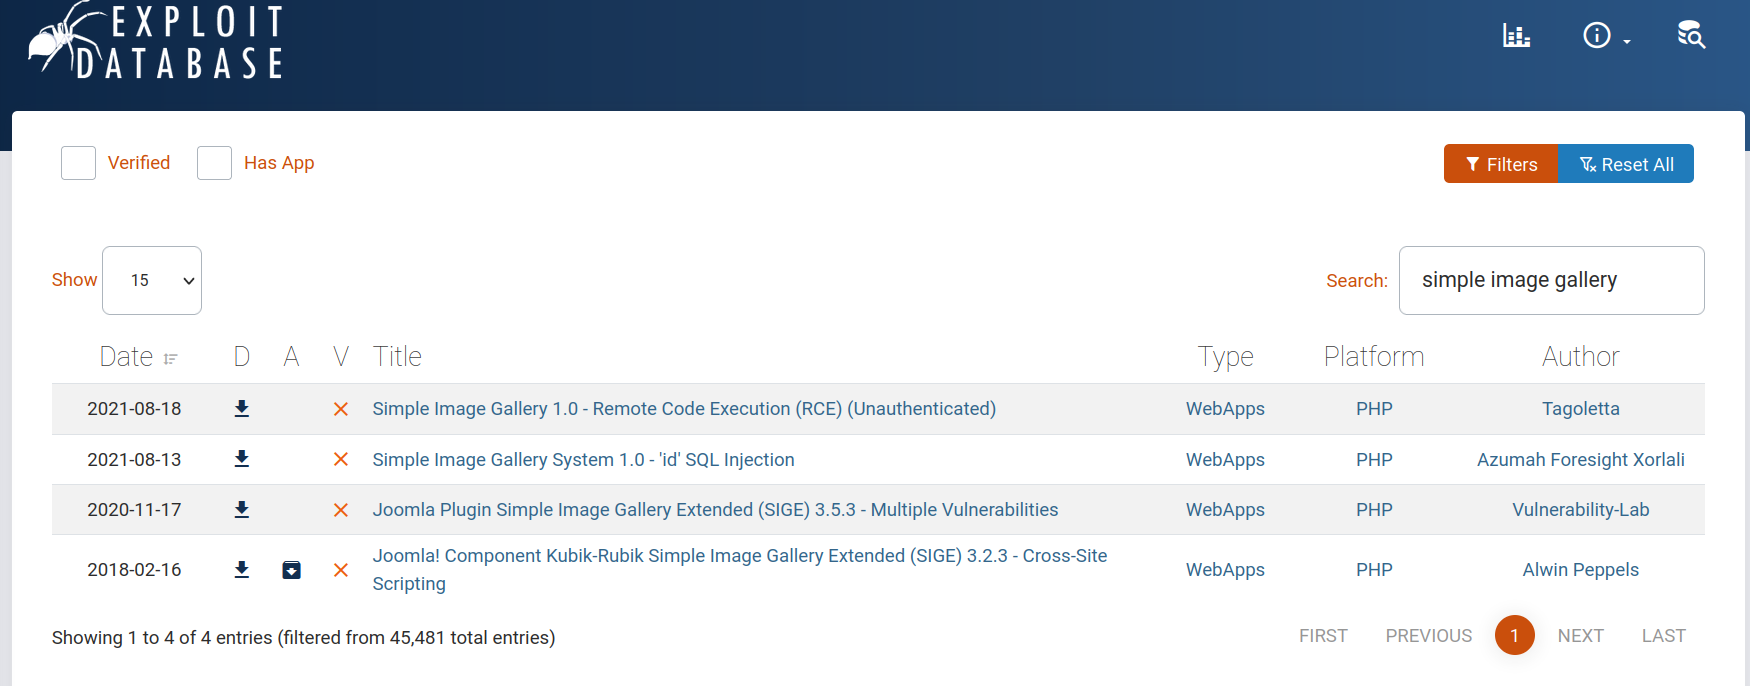 EXPLOIT
DATABASE
Verified Has App Filters Reset All
Show 15 Search: simple image gallery
Date D A V Title Type Platform Author
2021-08-18 Simple Image Gallery 1.0 - Remote Code Execution (RCE) (Unauthenticated) WebApps PHP Tagoletta
2021-08-13 Simple Image Gallery System 1.0 - 'id' SQL Injection WebApps PHP Azumah Foresight Xorlali
2020-11-17 Joomla Plugin Simple Image Gallery Extended (SIGE) 3.5.3 - Multiple Vulnerabilities WebApps PHP Vulnerability-Lab
2018-02-16 Joomla! Component Kubik-Rubik Simple Image Gallery Extended (SIGE) 3.2.3 - Cross-Site
Scripting WebApps PHP Alwin Peppels
Showing 1 to 4 of 4 entries (filtered from 45,481 total entries) FIRST PREVIOUS 1 NEXT LAST